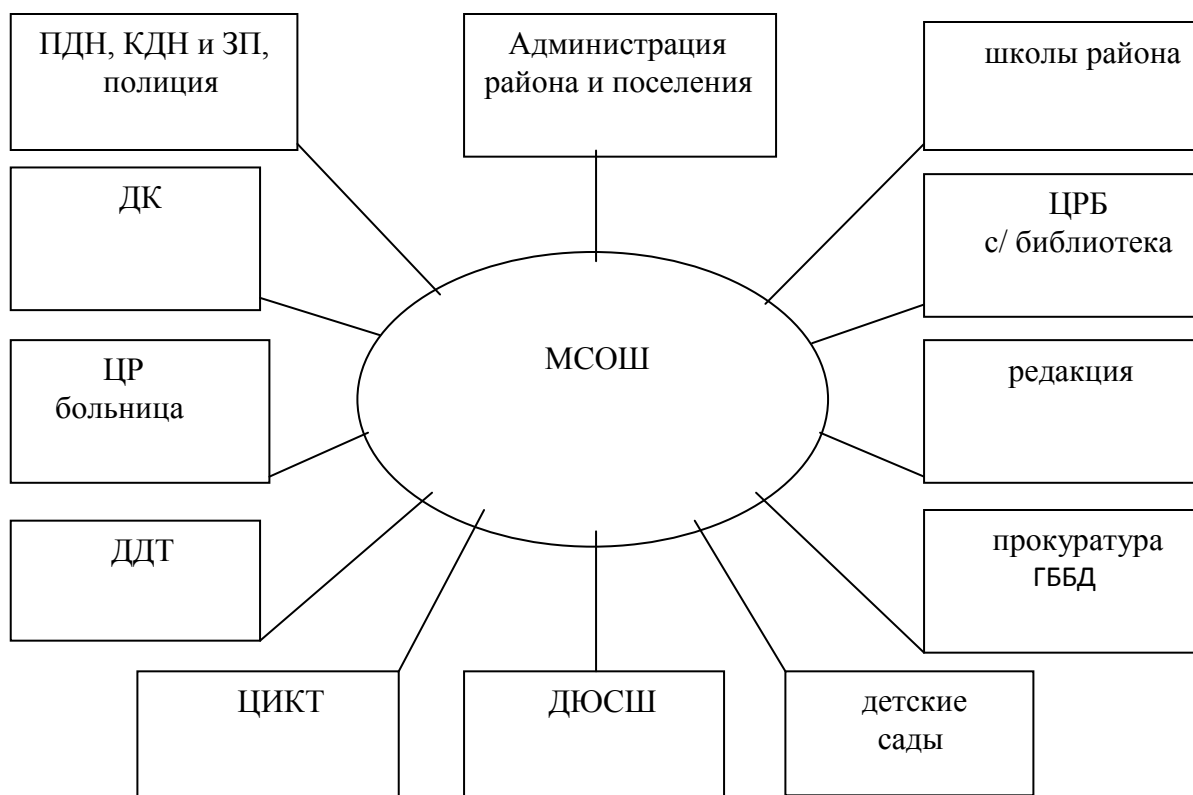 ПДН, КДН и ЗП,
полиция
Администрация
района и поселения
школы района
ДК
ЦРБ
с/ библиотека
МСОШ
ЦР
больница
редакция
ДДТ
прокуратура
ГББД
ЦИКТ
ДЮСШ
детские
сады